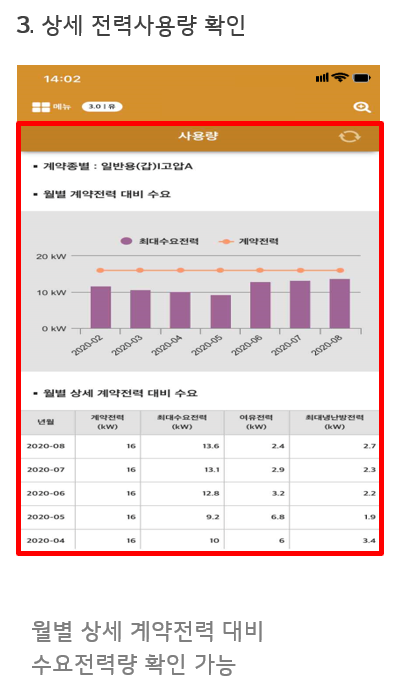 3. 상세 전력사용량 확인
14:02
메뉴 3.0 I 유
사용량
▪ 계약종별 : 일반용(갑)I고압A
▪ 월별 계약전력 대비 수요
최대수요전력 계약전력
20 kW
10 kW
0 kW
2020-02 2020-03 2020-04 2020-05 2020-06 2020-07 2020-08
▪ 월별 상세 계약전력 대비 수요
년월 계약전력 (kW) 최대수요전력 (kW) 여유전력 (kW) 최대냉난방전력 (kW)
2020-08 16 13.6 2.4 2.7
2020-07 16 13.1 2.9 2.3
2020-06 16 12.8 3.2 2.2
2020-05 16 9.2 6.8 1.9
2020-04 16 10 6 3.4
월별 상세 계약전력 대비
수요전력량 확인 가능